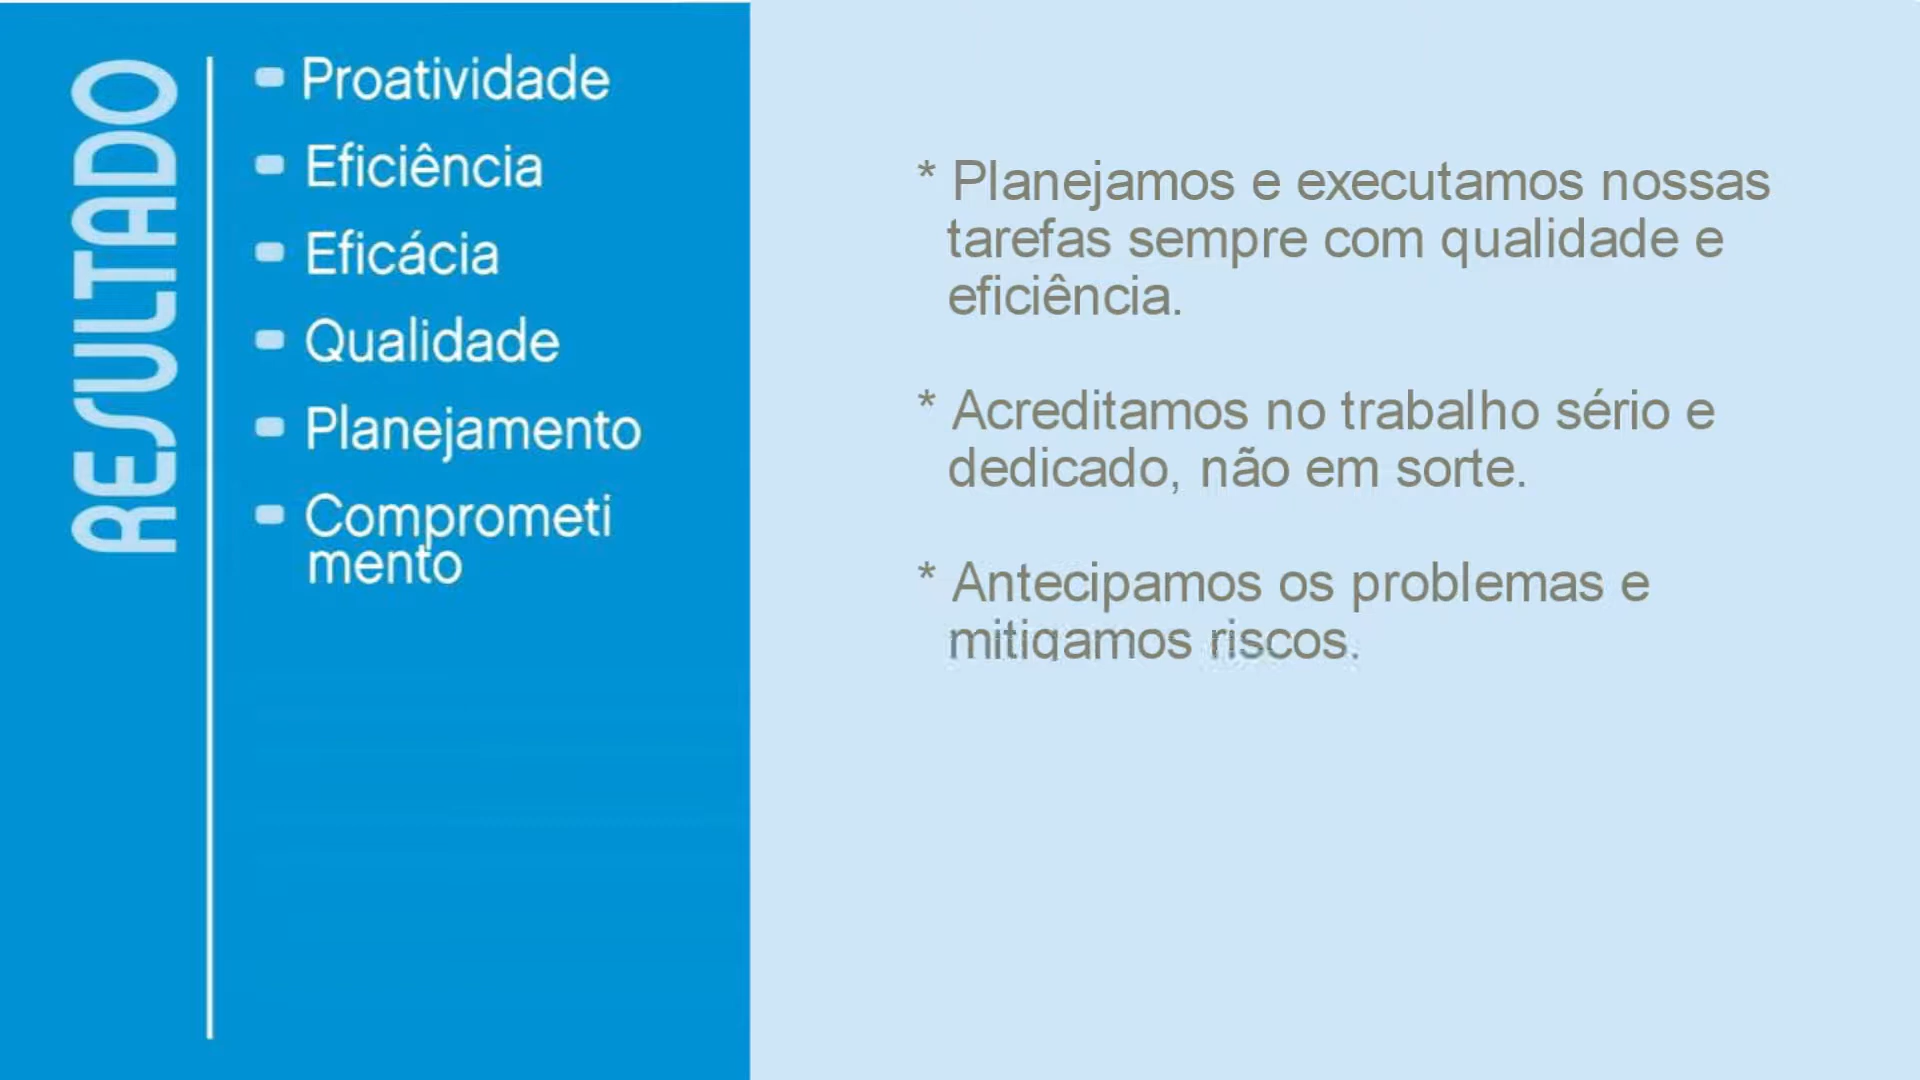 RESULTADO
Proatividade
Eficiência
Eficácia
Qualidade
Planejamento
Comprometi
mento
* Planejamos e executamos nossas
tarefas sempre com qualidade e
eficiência.
* Acreditamos no trabalho sério e
dedicado, não em sorte.
* Antecipamos os problemas e
mitigamos riscos.